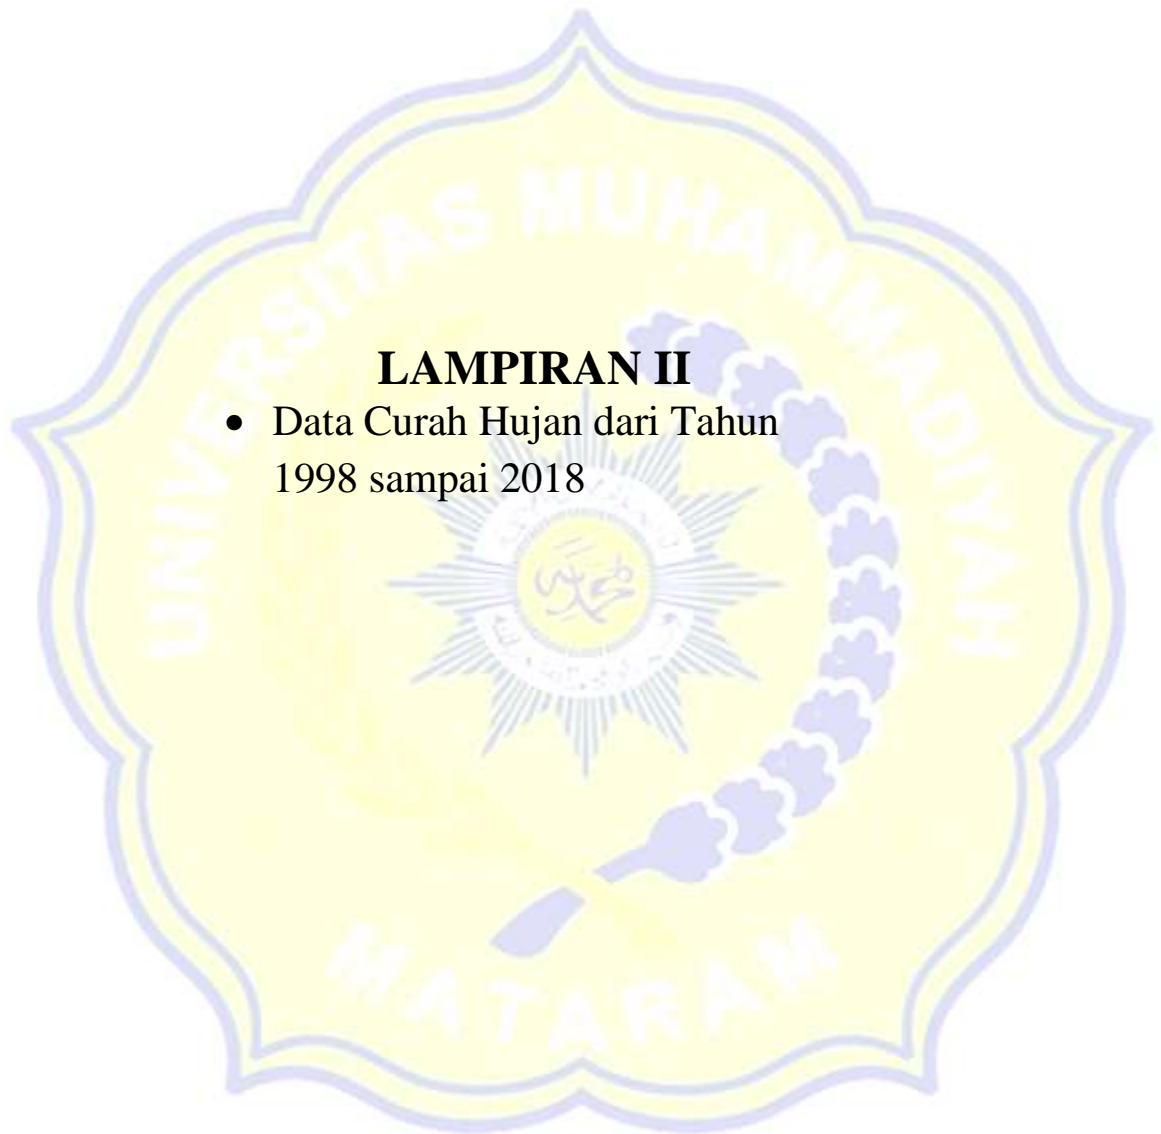 UNIVERSITAS MUHAMMADIYAH
LAMPIRAN II
• Data Curah Hujan dari Tahun
1998 sampai 2018
MATARAM